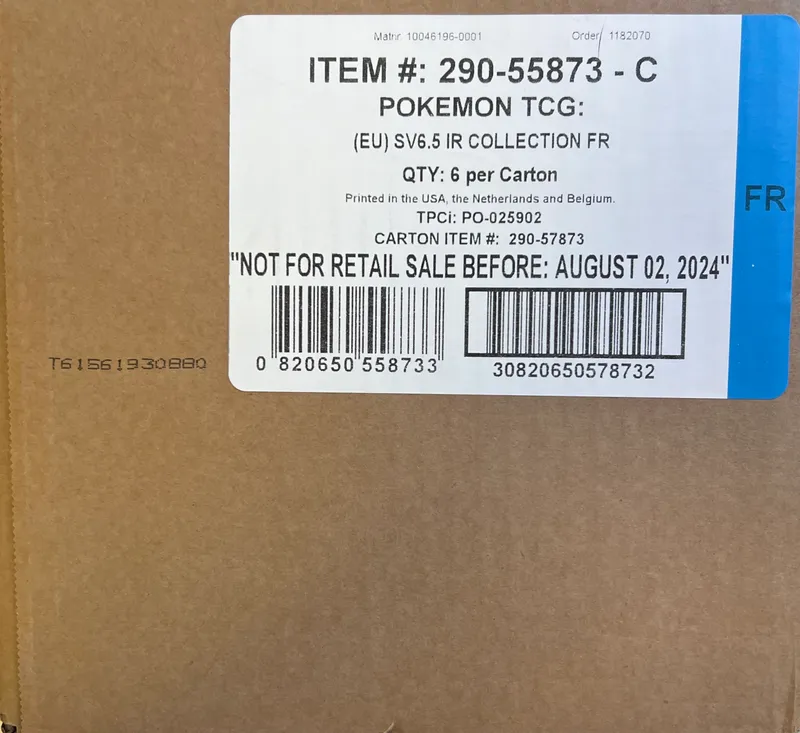 Matnr. 10046196-0001 Order/ 1182070
ITEM #: 290-55873 - C
POKEMON TCG:
(EU) SV6.5 IR COLLECTION FR
QTY: 6 per Carton
Printed in the USA, the Netherlands and Belgium.
TPCi: PO-025902
CARTON ITEM #: 290-57873
"NOT FOR RETAIL SALE BEFORE: AUGUST 02, 2024"
0 820650 558733
30820650578732
FR
T61561930880